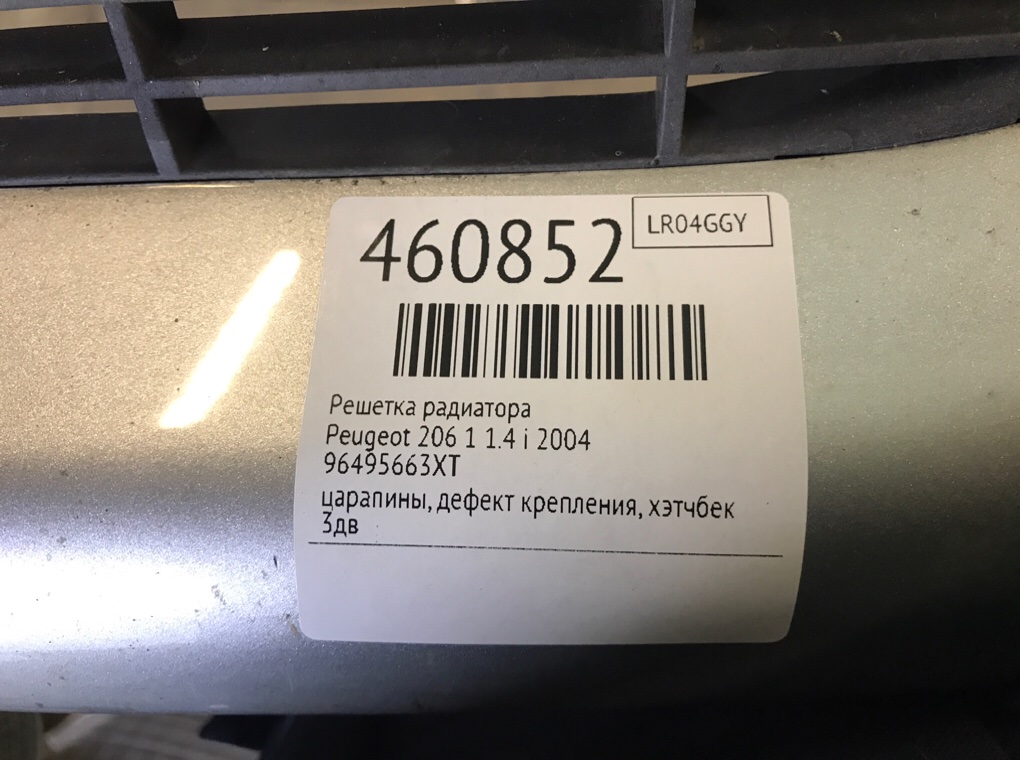 460852
LR04GGY
Решетка радиатора
Peugeot 206 1 1.4 i 2004
96495663XT
царапины, дефект крепления, хэтчбек
3дв